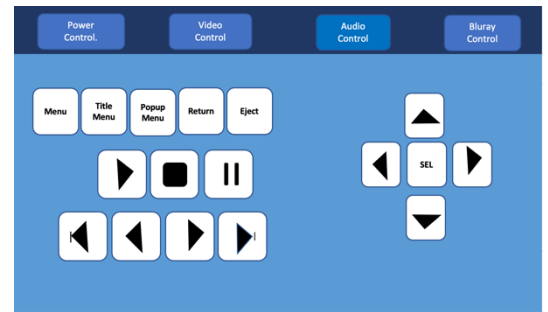 Power
Control.
Video
Control
Audio
Control
Bluray
Control
Menu
Title
Menu
Popup
Menu
Return
Eject
SEL